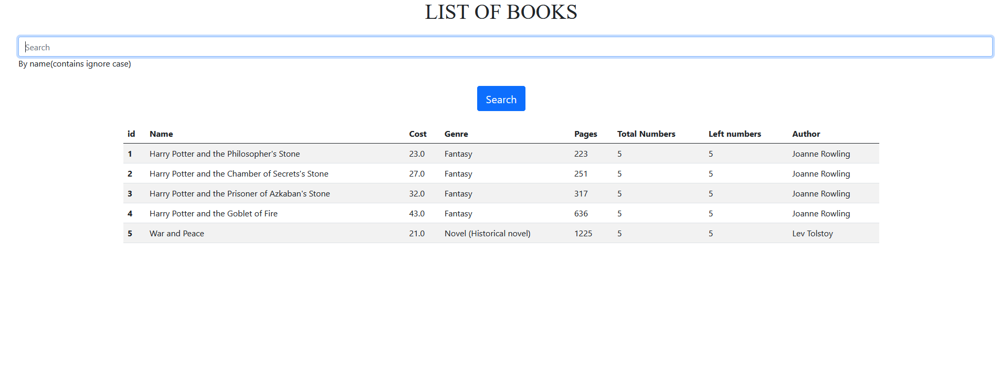 LIST OF BOOKS
Search
By name(contains ignore case)
Search
id Name Cost Genre Pages Total Numbers Left numbers Author
1 Harry Potter and the Philosopher's Stone 23.0 Fantasy 223 5 5 Joanne Rowling
2 Harry Potter and the Chamber of Secrets's Stone 27.0 Fantasy 251 5 5 Joanne Rowling
3 Harry Potter and the Prisoner of Azkaban's Stone 32.0 Fantasy 317 5 5 Joanne Rowling
4 Harry Potter and the Goblet of Fire 43.0 Fantasy 636 5 5 Joanne Rowling
5 War and Peace 21.0 Novel (Historical novel) 1225 5 5 Lev Tolstoy